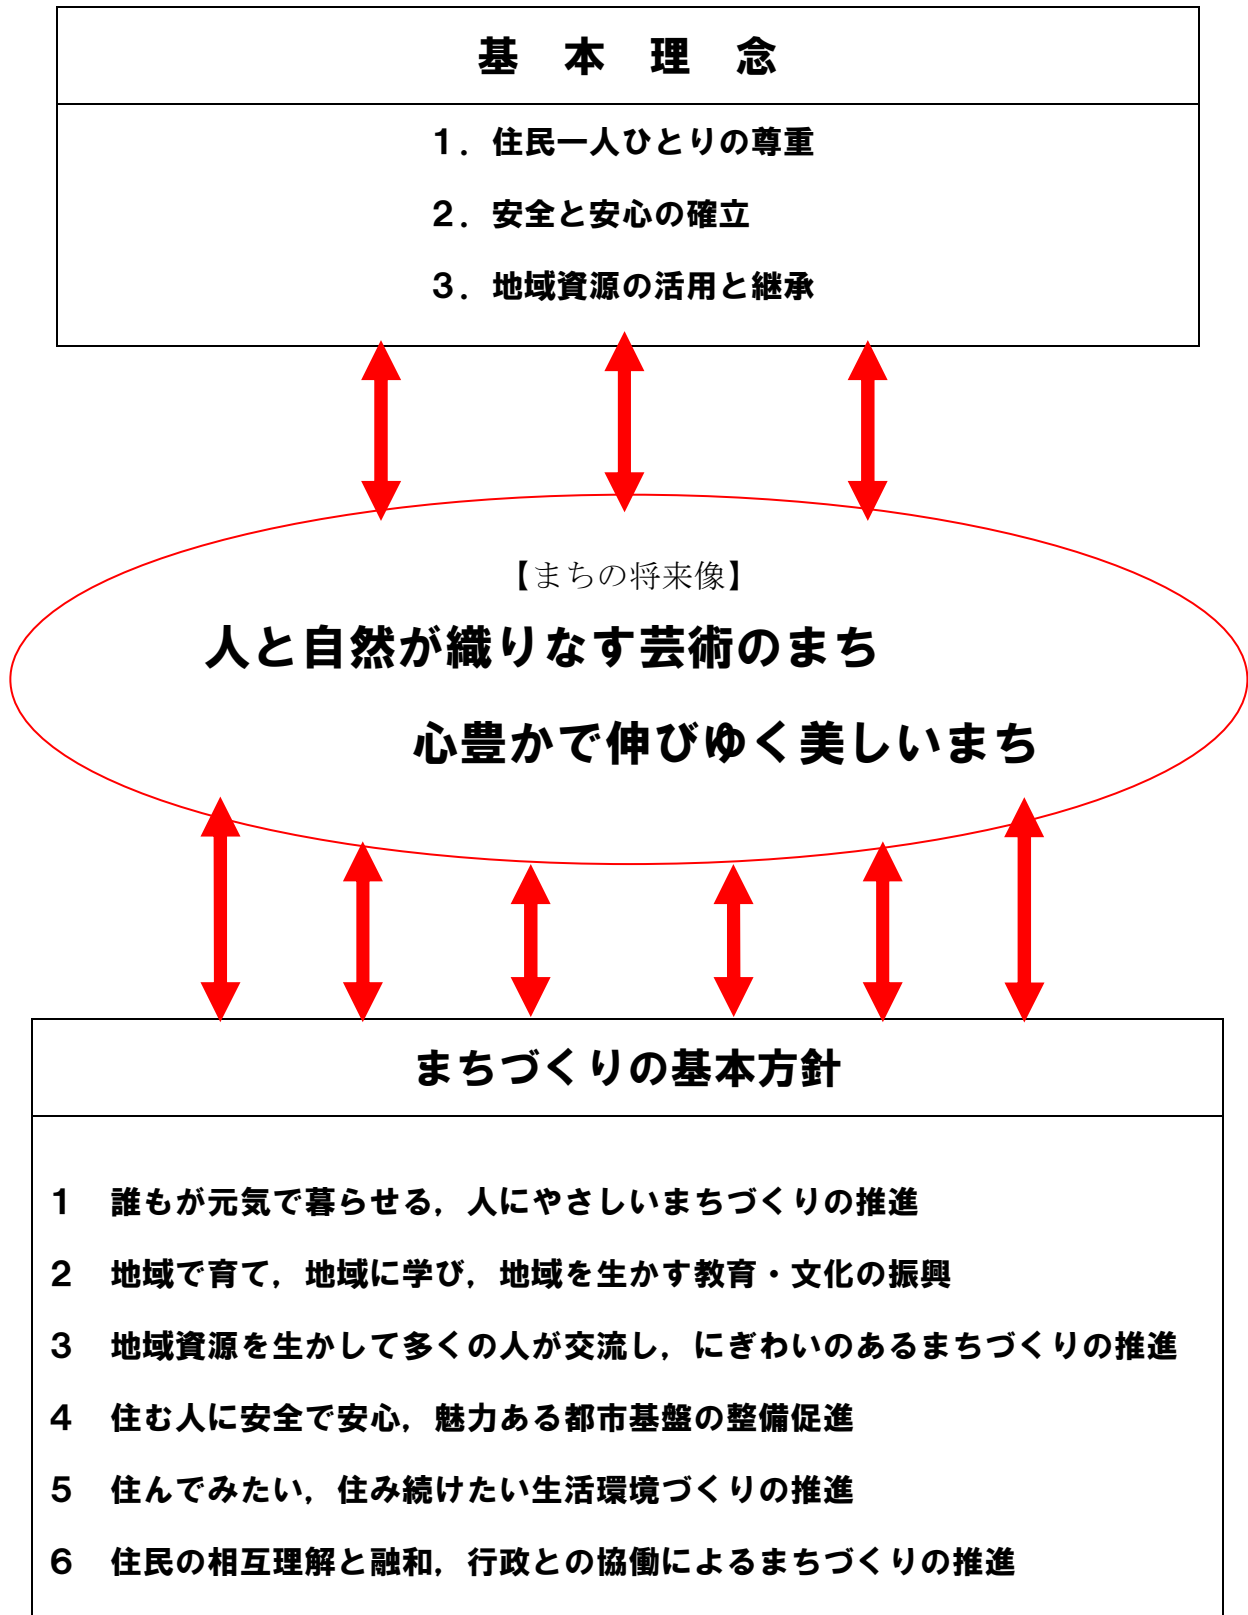 基　本　理　念
１．住民一人ひとりの尊重
２．安全と安心の確立
３．地域資源の活用と継承
【まちの将来像】
人と自然が織りなす芸術のまち
心豊かで伸びゆく美しいまち
まちづくりの基本方針
１　誰もが元気で暮らせる，人にやさしいまちづくりの推進
２　地域で育て，地域に学び，地域を生かす教育・文化の振興
３　地域資源を生かして多くの人が交流し，にぎわいのあるまちづくりの推進
４　住む人に安全で安心，魅力ある都市基盤の整備促進
５　住んでみたい，住み続けたい生活環境づくりの推進
６　住民の相互理解と融和，行政との協働によるまちづくりの推進